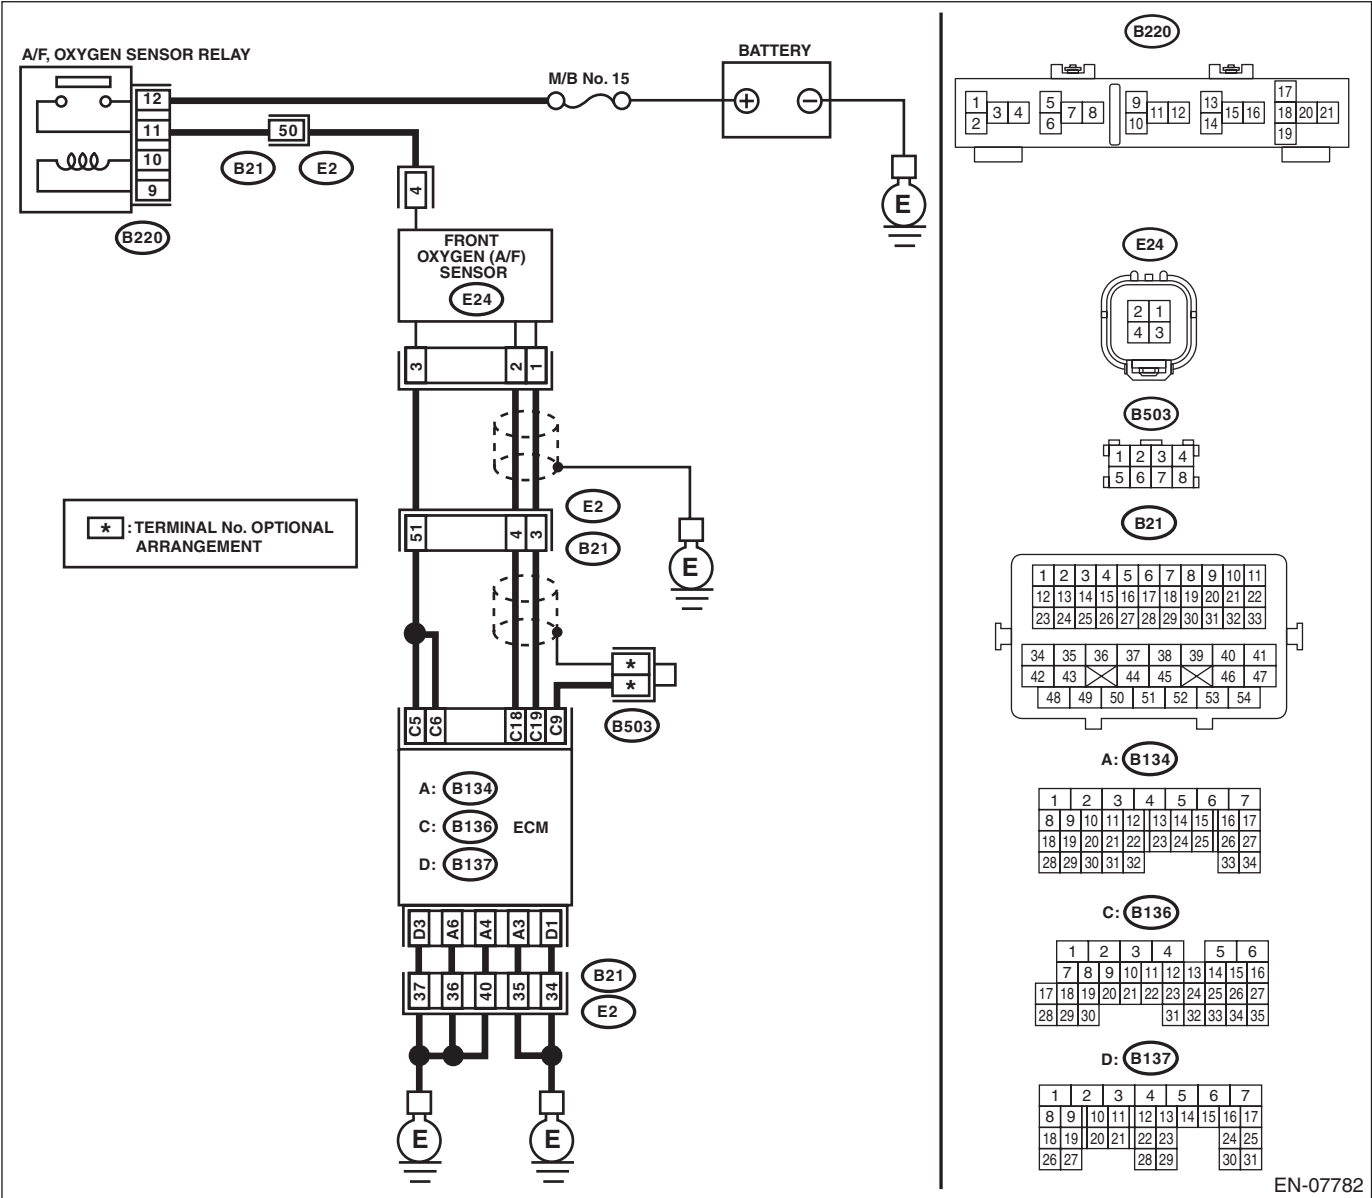 A/F, OXYGEN SENSOR RELAY
12
11
10
9
B220
50
B21
E2
M/B No. 15
BATTERY
+
−
E
4
FRONT
OXYGEN (A/F)
SENSOR
E24
3
2
1
E2
B21
51
4
3
E
* : TERMINAL No. OPTIONAL
ARRANGEMENT
*
*
B503
C5
C6
C18
C19
C9
A: B134
C: B136 ECM
D: B137
D3
A6
A4
A3
D1
37
36
40
35
34
B21
E2
E
E
B220
1 5 9 13 17
3 4 7 8 11 12 15 16 18 20 21
2 6 10 14 19
E24
2 1
4 3
B503
1 2 3 4
5 6 7 8
B21
1 2 3 4 5 6 7 8 9 10 11
12 13 14 15 16 17 18 19 20 21 22
23 24 25 26 27 28 29 30 31 32 33
34 35 36 37 38 39 40 41
42 43 44 45 46 47
48 49 50 51 52 53 54
A: B134
1 2 3 4 5 6 7
8 9 10 11 12 13 14 15 16 17
18 19 20 21 22 23 24 25 26 27
28 29 30 31 32 33 34
C: B136
1 2 3 4 5 6
7 8 9 10 11 12 13 14 15 16
17 18 19 20 21 22 23 24 25 26 27
28 29 30 31 32 33 34 35
D: B137
1 2 3 4 5 6 7
8 9 10 11 12 13 14 15 16 17
18 19 20 21 22 23 24 25
26 27 28 29 30 31
EN-07782